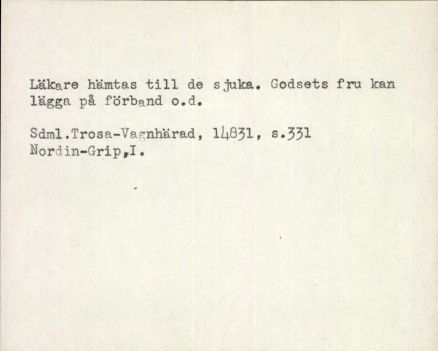 Läkare hämtas till de sjuka. Godsets fru kan
lägga på förband o.d.
Sdml.Trosa-Vagnhärad, 14831, s.331
Nordin-Grip,I.